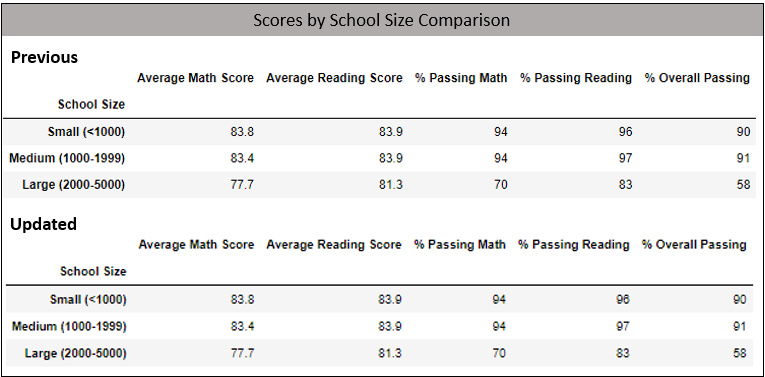 Scores by School Size Comparison
Previous
Average Math Score Average Reading Score % Passing Math % Passing Reading % Overall Passing
School Size
Small (<1000) 83.8 83.9 94 96 90
Medium (1000-1999) 83.4 83.9 94 97 91
Large (2000-5000) 77.7 81.3 70 83 58
Updated
Average Math Score Average Reading Score % Passing Math % Passing Reading % Overall Passing
School Size
Small (<1000) 83.8 83.9 94 96 90
Medium (1000-1999) 83.4 83.9 94 97 91
Large (2000-5000) 77.7 81.3 70 83 58